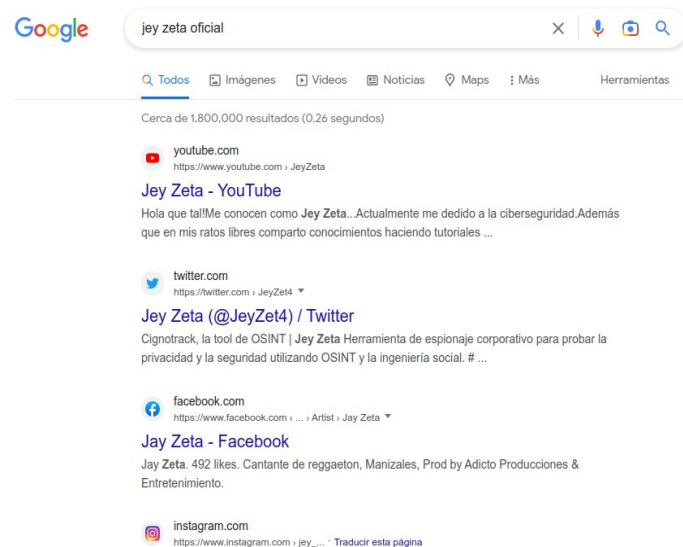 Google
jey zeta oficial
Todos Imágenes Videos Noticias Maps Más Herramientas
Cerca de 1,800,000 resultados (0.26 segundos)
youtube.com
https://www.youtube.com › JeyZeta
Jey Zeta - YouTube
Hola que tal!Me conocen como Jey Zeta...Actualmente me dedido a la ciberseguridad.Además
que en mis ratos libres comparto conocimientos haciendo tutoriales ...
twitter.com
https://twitter.com › JeyZet4
Jey Zeta (@JeyZet4) / Twitter
Cignotrack, la tool de OSINT | Jey Zeta Herramienta de espionaje corporativo para probar la
privacidad y la seguridad utilizando OSINT y la ingeniería social. # ...
facebook.com
https://www.facebook.com › ... › Artist › Jay Zeta
Jay Zeta - Facebook
Jay Zeta. 492 likes. Cantante de reggaeton, Manizales, Prod by Adicto Producciones &
Entretenimiento.
instagram.com
https://www.instagram.com › jey_... · Traducir esta página